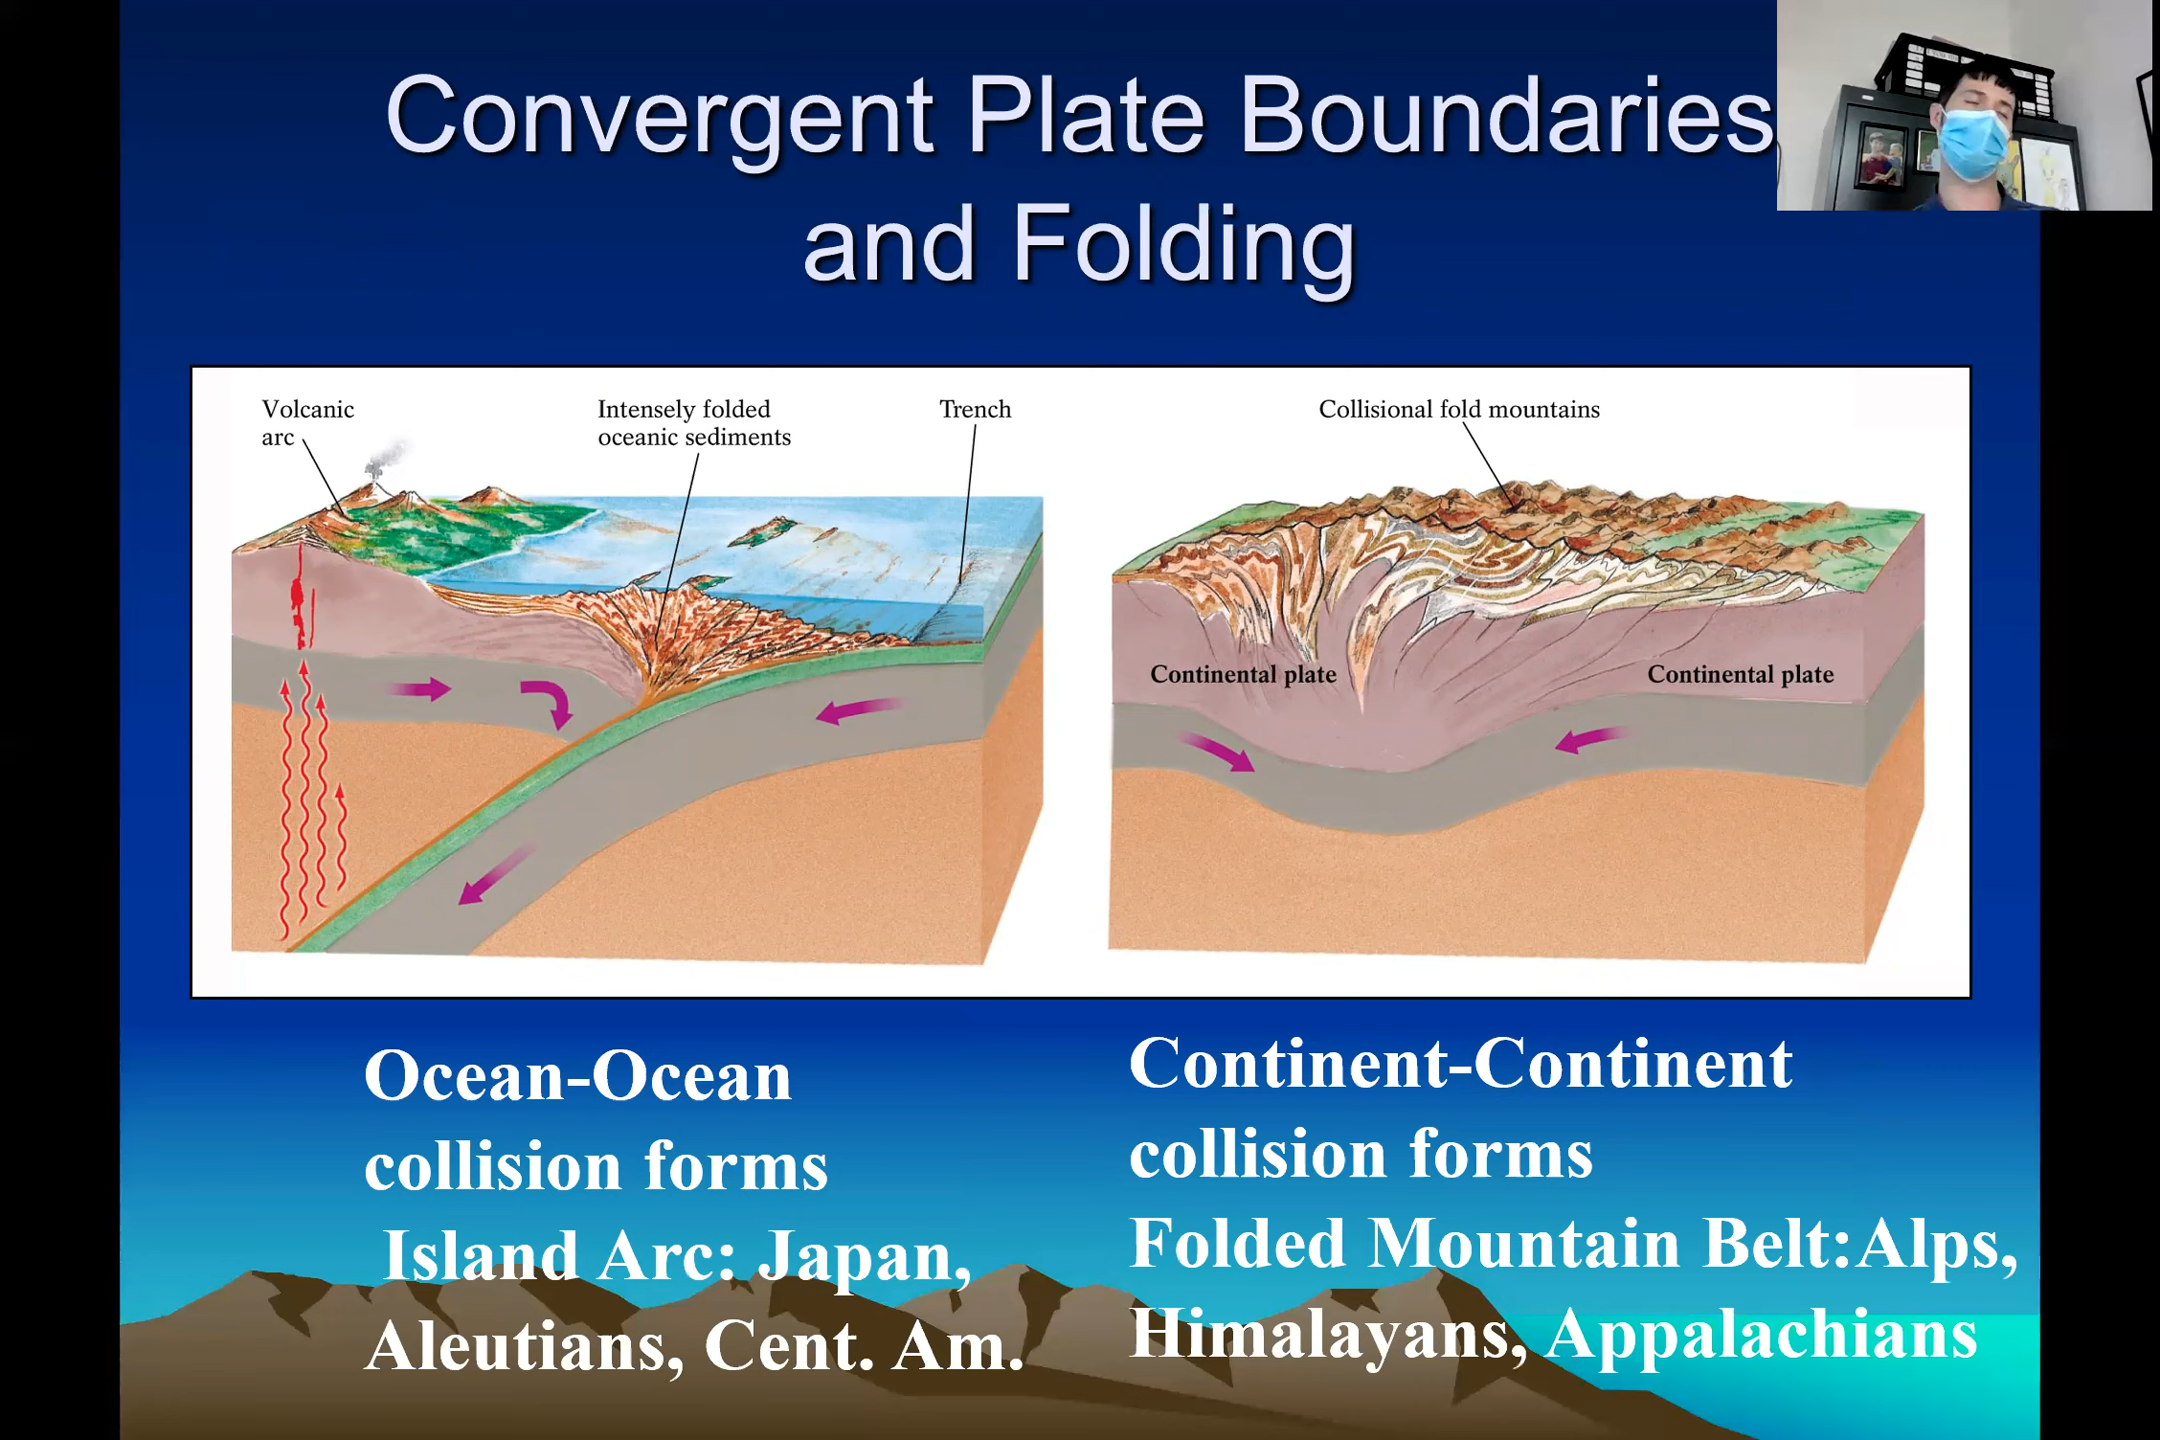 Convergent Plate Boundaries
and Folding
Volcanic
arc
Intensely folded
oceanic sediments
Trench
Collisional fold mountains
Continental plate
Continental plate
Ocean-Ocean
collision forms
Island Arc: Japan,
Aleutians, Cent. Am.
Continent-Continent
collision forms
Folded Mountain Belt:Alps,
Himalayans, Appalachians